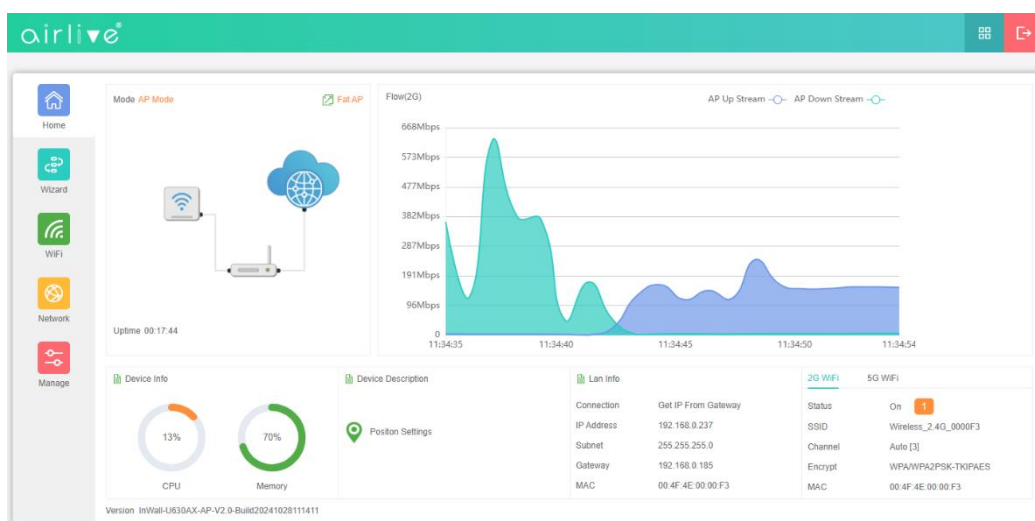 airlive®
Home
Wizard
WiFi
Network
Manage
Mode AP Mode
Fat AP
Uptime 00:17:44
Flow(2G)
AP Up Stream
AP Down Stream
668Mbps
573Mbps
477Mbps
382Mbps
287Mbps
191Mbps
96Mbps
0
11:34:35 11:34:40 11:34:45 11:34:50 11:34:54
Device Info
13%
CPU
70%
Memory
Device Description
Positon Settings
Lan Info
Connection Get IP From Gateway
IP Address 192.168.0.237
Subnet 255.255.255.0
Gateway 192.168.0.185
MAC 00:4F:4E:00:00:F3
2G WiFi 5G WiFi
Status On 1
SSID Wireless_2.4G_0000F3
Channel Auto [3]
Encrypt WPA/WPA2PSK-TKIPAES
MAC 00:4F:4E:00:00:F3
Version InWall-U630AX-AP-V2.0-Build20241028111411